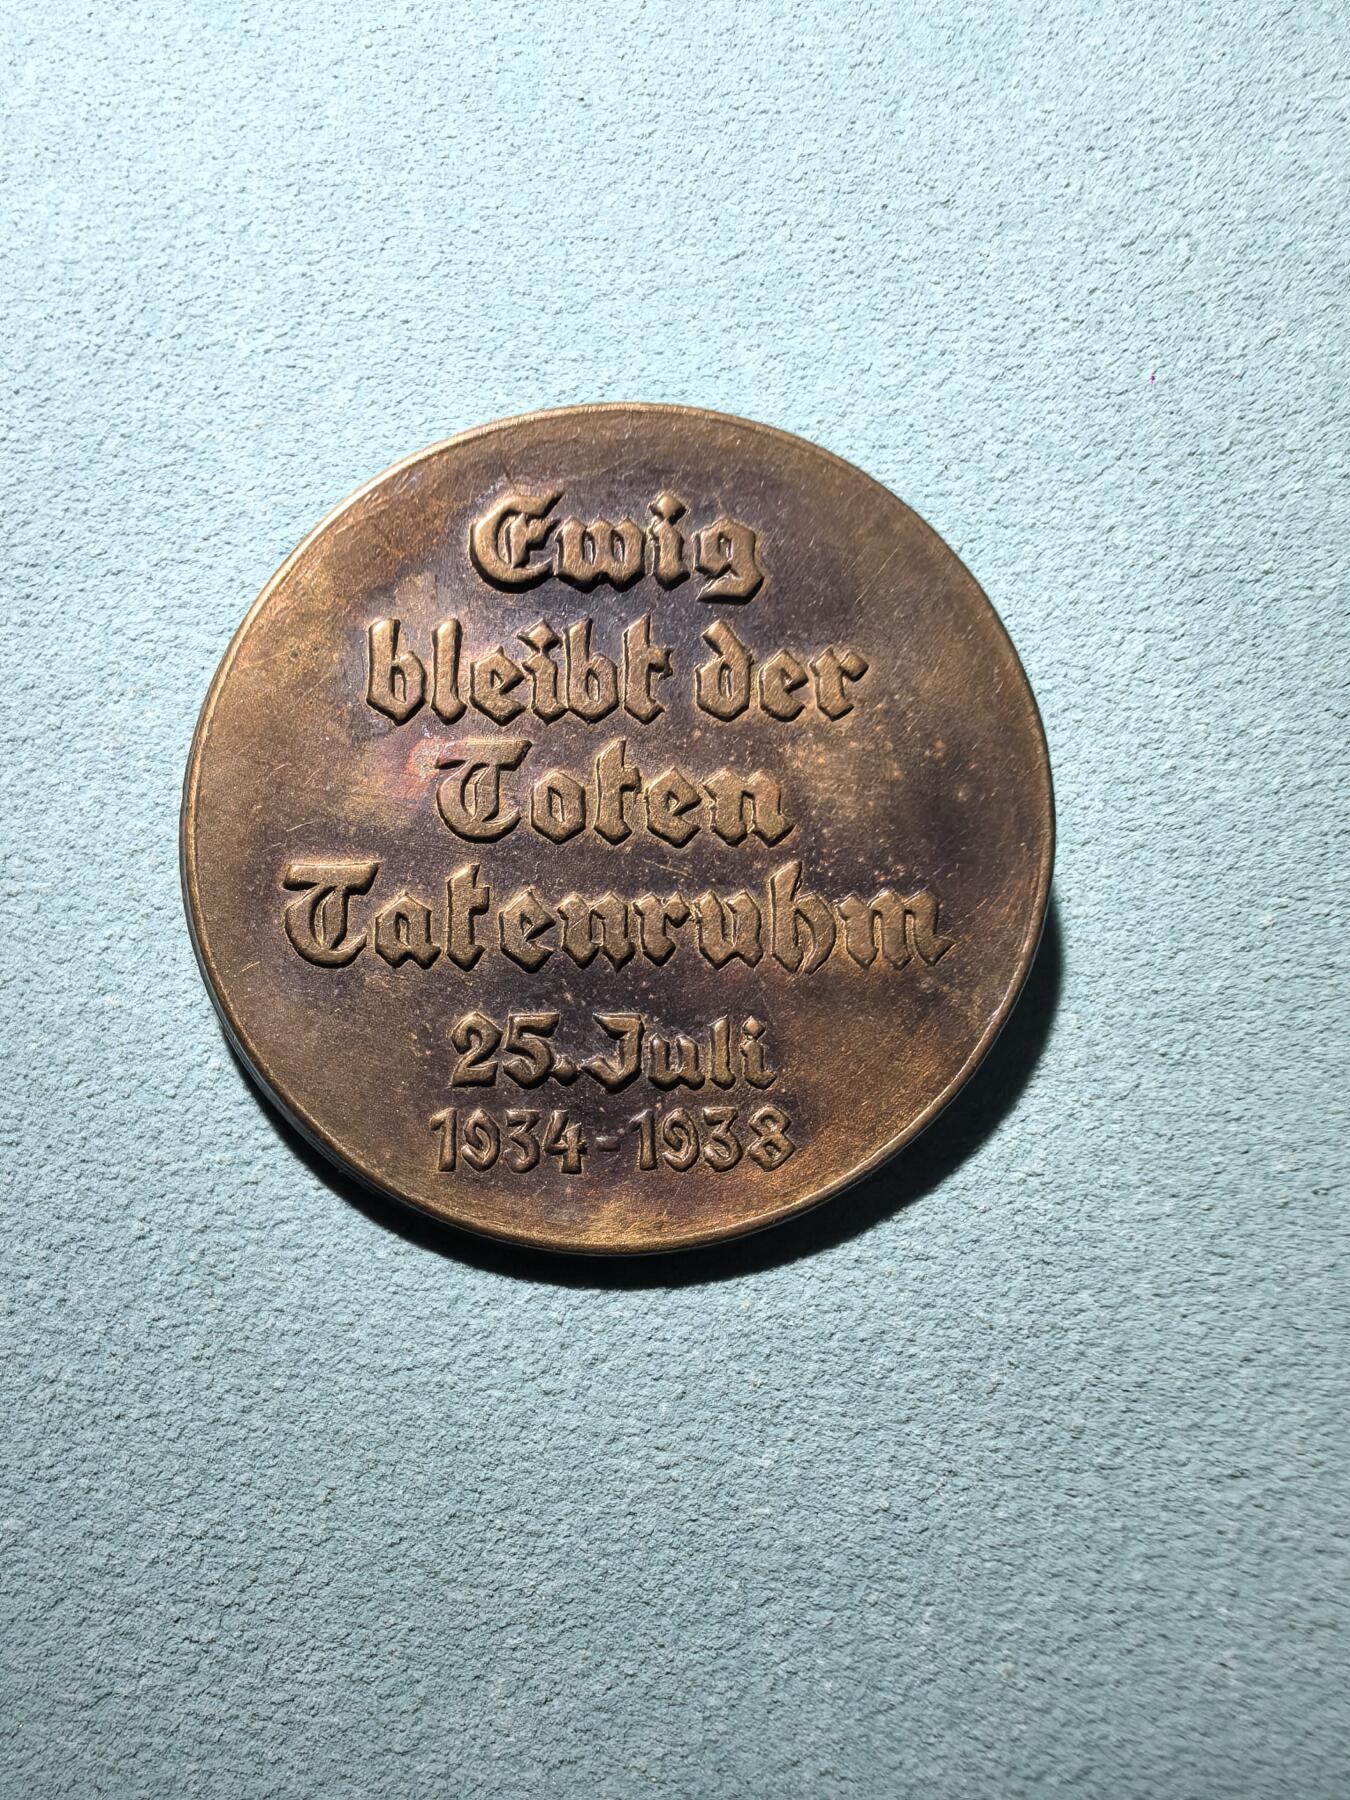 Ewig
bleibt der
Toten
Tatenruhm
25. Juli
1934-1938